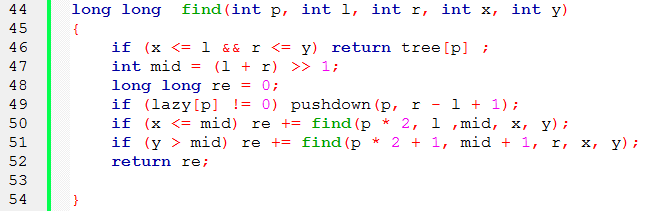 44 long long  find(int p, int l, int r, int x, int y)
45 {
46     if (x <= l && r <= y) return tree[p] ;
47     int mid = (l + r) >> 1;
48     long long re = 0;
49     if (lazy[p] != 0) pushdown(p, r - l + 1);
50     if (x <= mid) re += find(p * 2, l ,mid, x, y);
51     if (y > mid) re += find(p * 2 + 1, mid + 1, r, x, y);
52     return re;
53
54 }